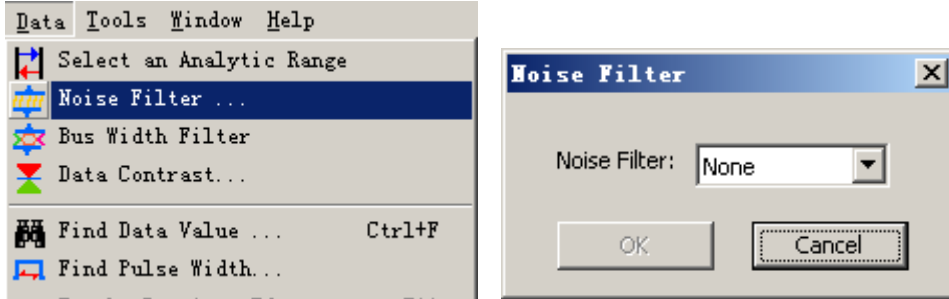 Data Tools Window Help
Select an Analytic Range
Noise Filter ...
Bus Width Filter
Data Contrast...
Find Data Value ... Ctrl+F
Find Pulse Width...
Noise Filter
Noise Filter: None
OK Cancel